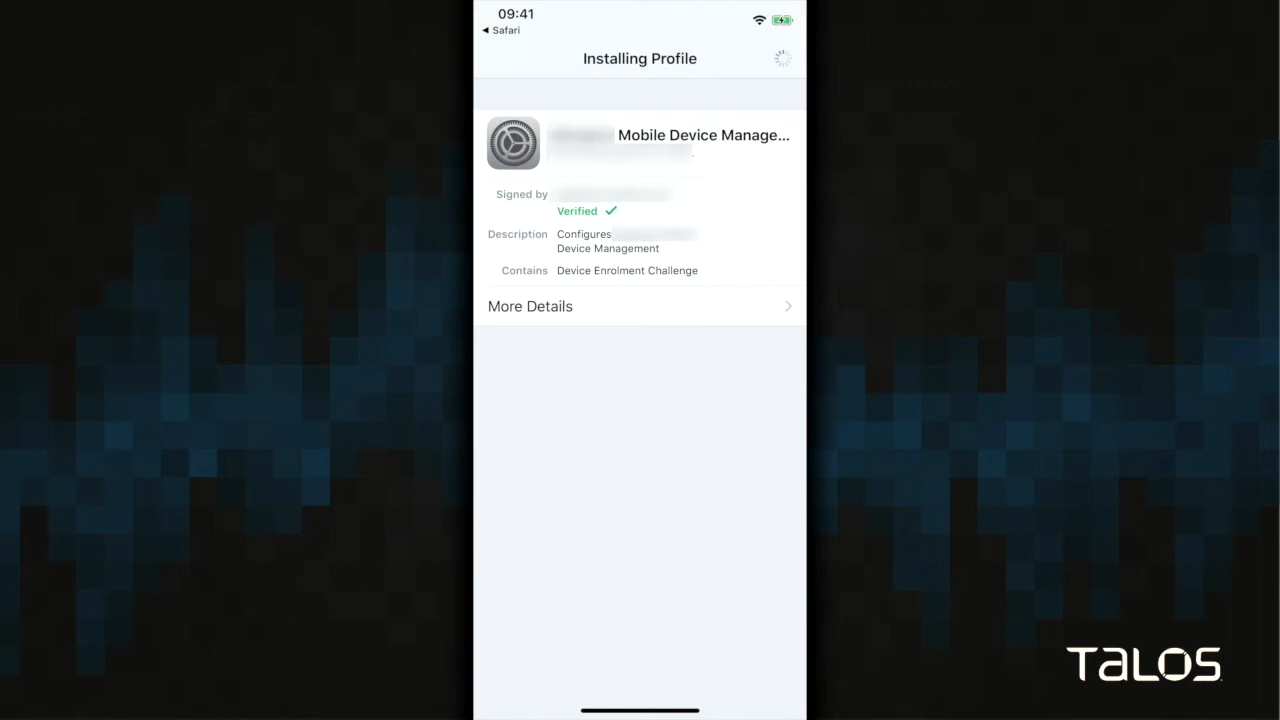 09:41
◀ Safari
Installing Profile
Mobile Device Manage...
Signed by
Verified ✓
Description Configures
Device Management
Contains Device Enrolment Challenge
More Details
TALOS